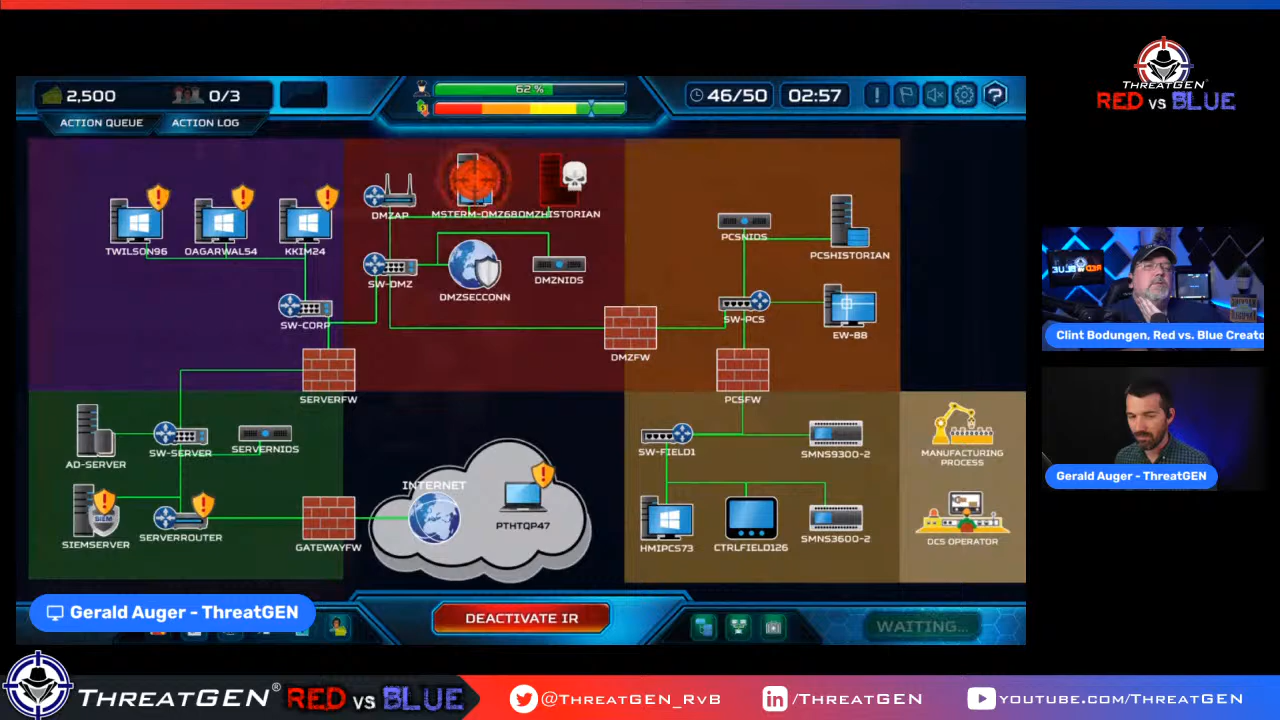 2,500
0/3
62 %
46/50
02:57
!
?
ACTION QUEUE
ACTION LOG
THREATGEN®
RED vs BLUE
TWILSON96
OAGARWAL54
KKIM24
DMZAP
MSTERM-DMZ68
DMZHISTORIAN
PCSNIDS
PCSHISTORIAN
SW-DMZ
DMZSECCONN
DMZNIDS
SW-CORP
SW-PCS
EW-88
DMZFW
SERVERFW
PCSFW
AD-SERVER
SW-SERVER
SERVERNIDS
SW-FIELD1
SMNS9300-2
MANUFACTURING
PROCESS
INTERNET
SIEM
SIEMSERVER
SERVERROUTER
GATEWAYFW
PTHTQP47
HMIPCS73
CTRLFIELD126
SMNS3600-2
DCS OPERATOR
Clint Bodungen, Red vs. Blue Creato
Gerald Auger - ThreatGEN
Gerald Auger - ThreatGEN
DEACTIVATE IR
WAITING...
THREATGEN® RED vs BLUE
@THREATGEN_RVB
/THREATGEN
YOUTUBE.COM/THREATGEN